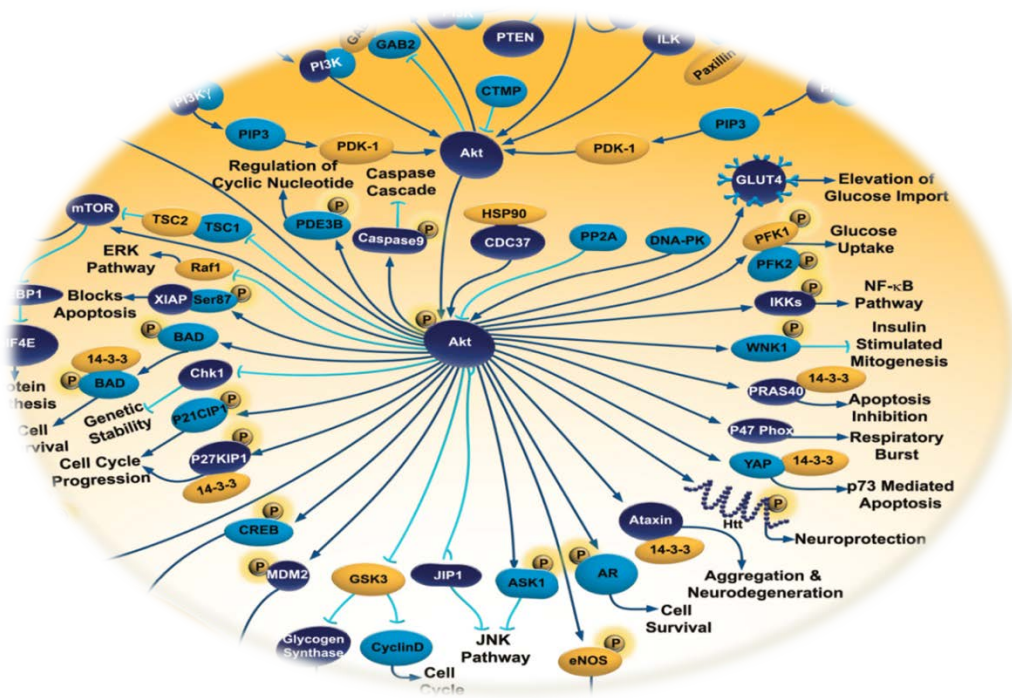 GAB2
PTEN
ILK
PI3K
Paxillin
PI3Kγ
CTMP
PIP3
PDK-1
Akt
PDK-1
PIP3
Regulation of
Cyclic Nucleotide
Caspase
Cascade
GLUT4
Elevation of
Glucose Import
mTOR
TSC2
TSC1
PDE3B
P
Caspase9
P
HSP90
CDC37
PP2A
DNA-PK
PFK1
P
PFK2
P
Glucose
Uptake
ERK
Pathway
Raf1
IKKs
P
NF-κB
Pathway
Blocks
Apoptosis
XIAP
Ser87
P
P
Akt
WNK1
P
Insulin
Stimulated
Mitogenesis
P
BAD
14-3-3
P
BAD
Chk1
Genetic
Stability
PRAS40
14-3-3
Apoptosis
Inhibition
Cell
P21CIP1
P
P47 Phox
Respiratory
Burst
Cell Cycle
Progression
P27KIP1
P
14-3-3
YAP
14-3-3
p73 Mediated
Apoptosis
Htt
P
Neuroprotection
CREB
P
Ataxin
14-3-3
Aggregation &
Neurodegeneration
P
MDM2
GSK3
JIP1
ASK1
P
P
AR
Cell
Survival
Glycogen
Synthase
CyclinD
Cell
Cycle
JNK
Pathway
eNOS
P